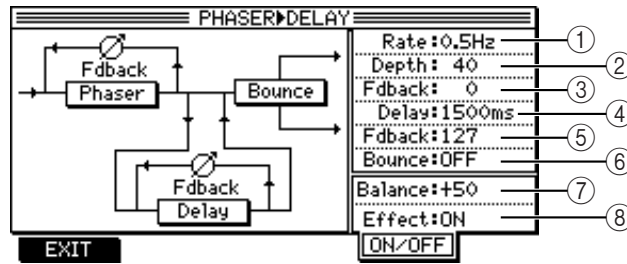 PHASER▶DELAY
Fdback
Phaser
Bounce
Fdback
Delay
Rate:0.5Hz
Depth: 40
Fdback: 0
Delay:1500ms
Fdback:127
Bounce:OFF
Balance:+50
Effect:ON
EXIT
ON/OFF
①
②
③
④
⑤
⑥
⑦
⑧